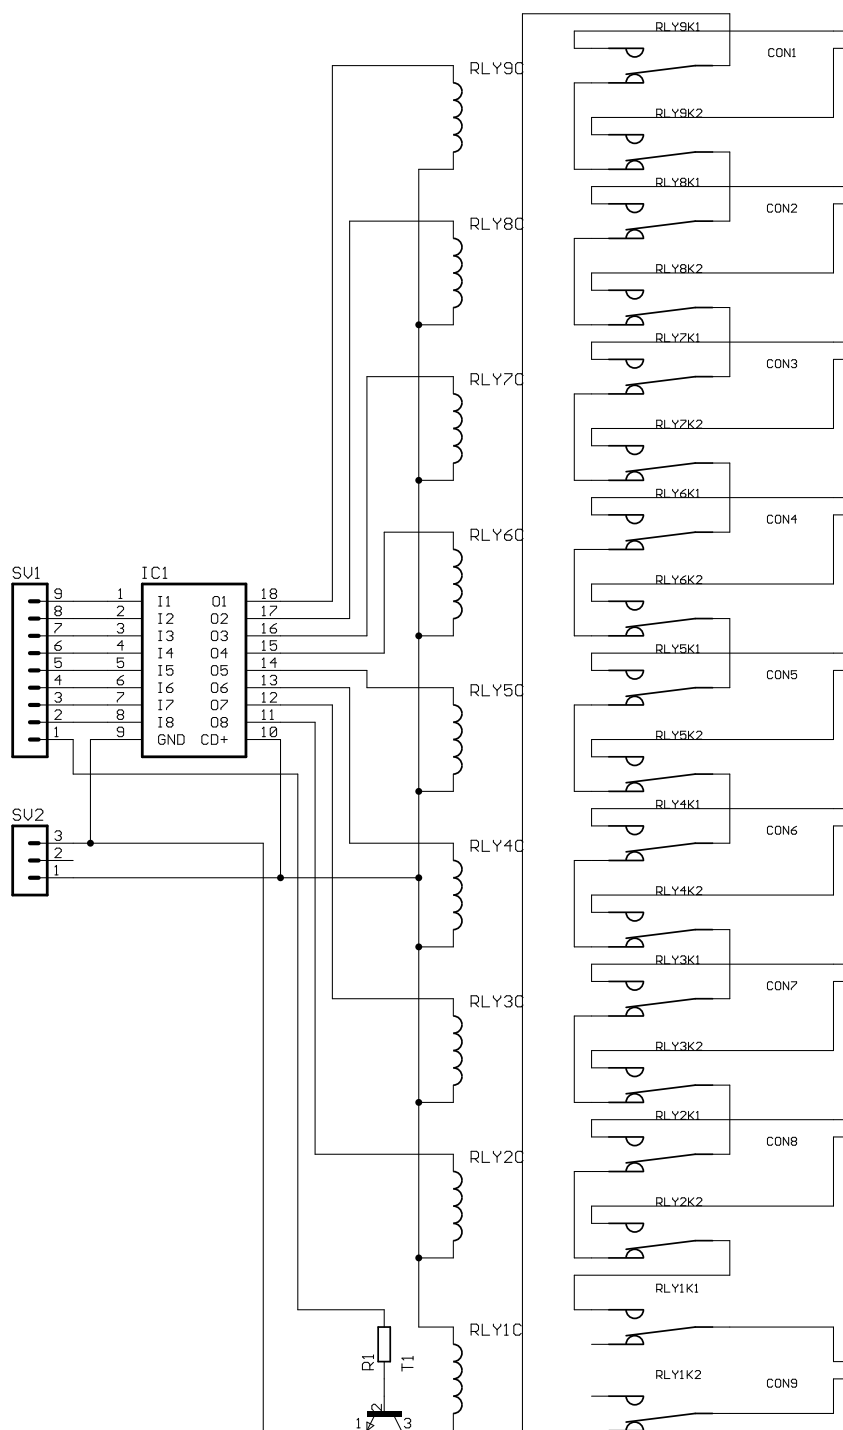 RLY9K1
CON1
RLY9C
RLY9K2
RLY8K1
CON2
RLY8C
RLY8K2
RLY7K1
CON3
RLY7C
RLY7K2
RLY6K1
CON4
RLY6C
SV1 IC1
RLY6K2
9 1 I1 O1 18
8 2 I2 O2 17
7 3 I3 O3 16
6 4 I4 O4 15
5 5 I5 O5 14
4 6 I6 O6 13
3 7 I7 O7 12
2 8 I8 O8 11
1 9 GND CD+ 10
RLY5K1
CON5
RLY5C
RLY5K2
RLY4K1
SV2
3
2
1
CON6
RLY4C
RLY4K2
RLY3K1
CON7
RLY3C
RLY3K2
RLY2K1
CON8
RLY2C
RLY2K2
RLY1K1
RLY1C
R1 T1
RLY1K2
CON9
2
1 3